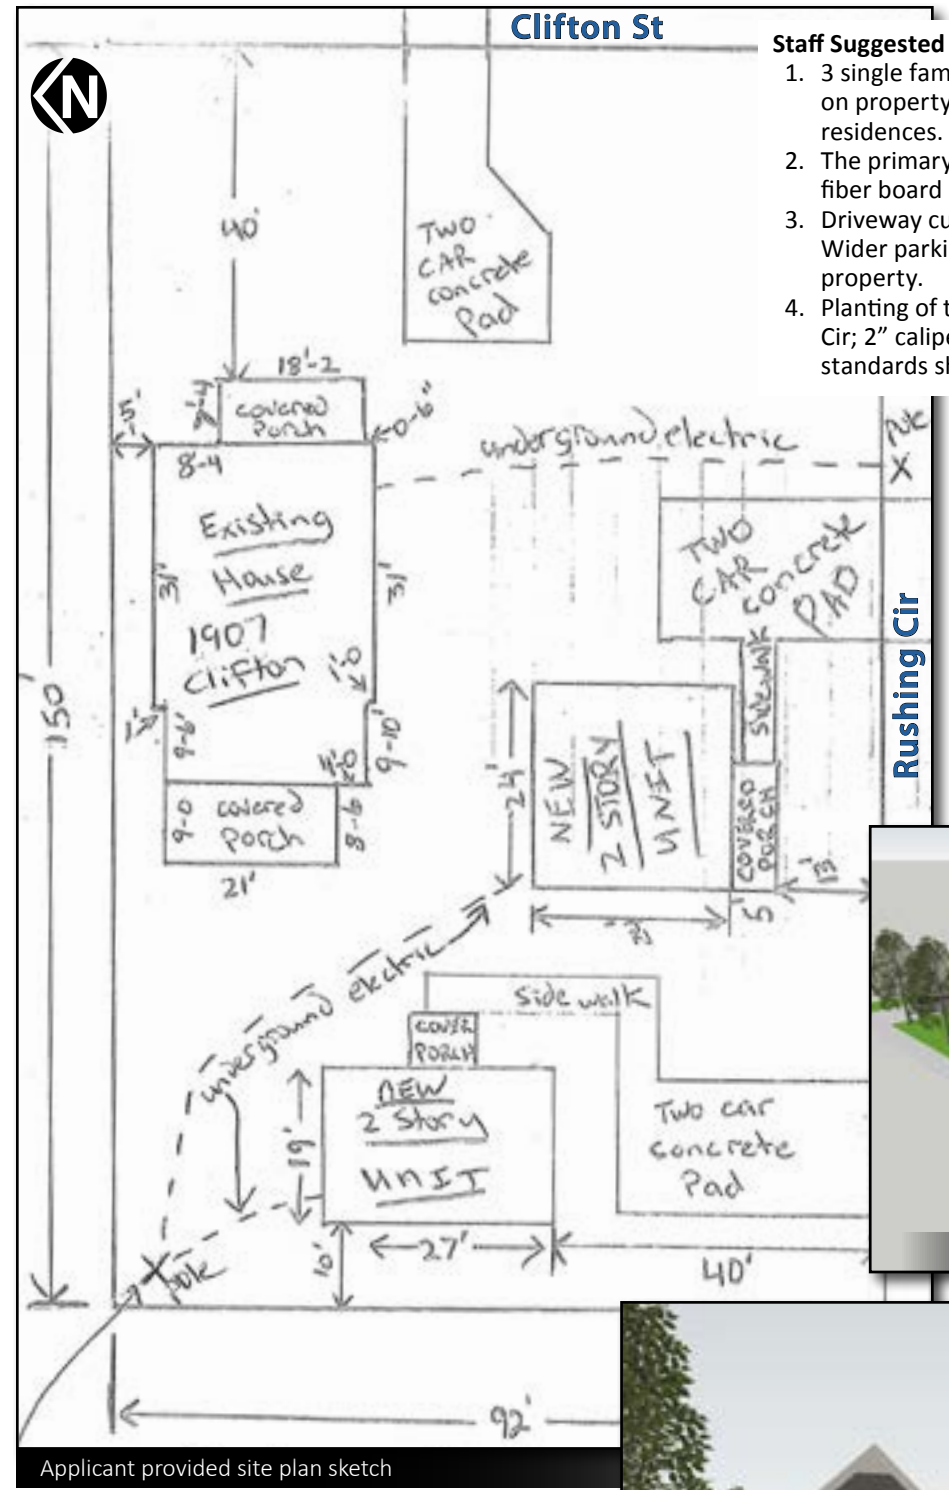 Clifton St
N
Staff Suggested
1. 3 single fam
on property
residences.
2. The primary
fiber board
3. Driveway cu
Wider parki
property.
4. Planting of t
Cir; 2” calipe
standards sl
40'
TWO
CAR
concrete
Pad
18'-2
covered
Porch
5'
0-6"
8-4
underground electric
Pole
X
Existing
House
1907
Clifton
31'
31'
1'-0
TWO
CAR
concrete
PAD
Rushing Cir
sidewalk
150'
1'
9-6'
9-10'
covered
Porch
9-0
8-6
21'
24'
NEW
2 STORY
UNIT
COVERED
PORCH
13'
5'
underground electric
side walk
COVER
PORCH
NEW
2 Story
UNIT
19'
Two car
concrete
Pad
27'
10'
40'
X pole
92'
Applicant provided site plan sketch